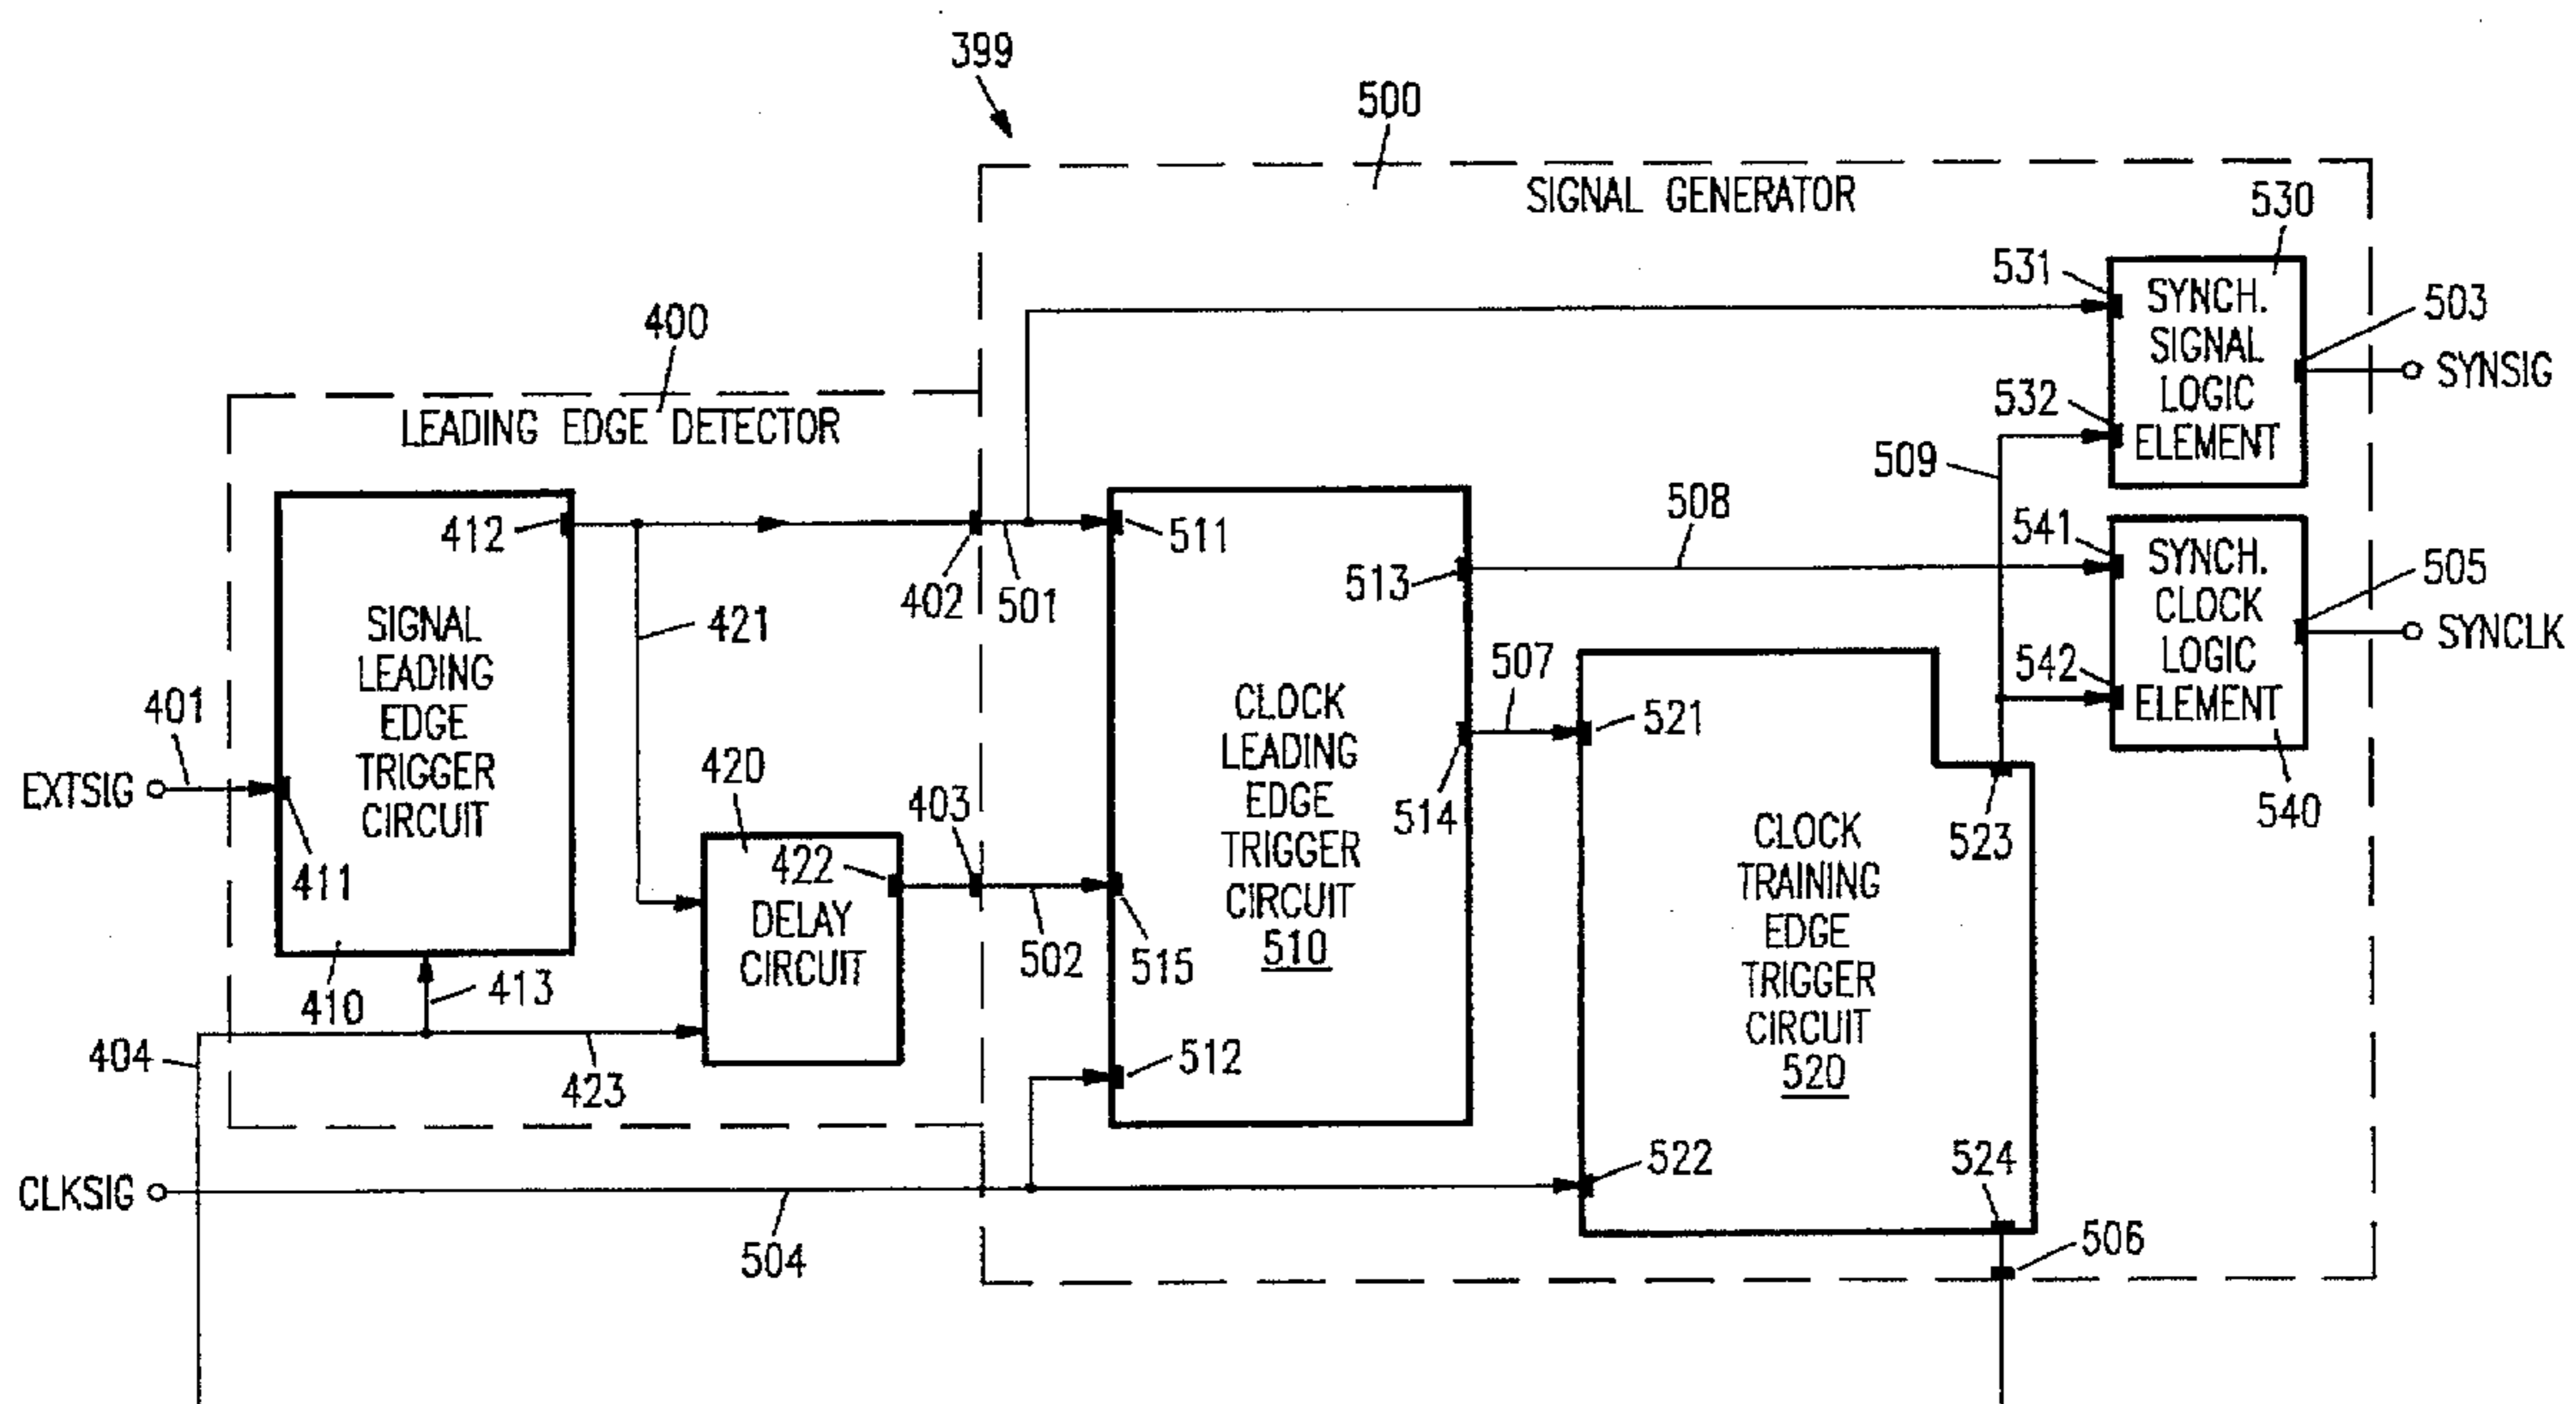 399
500
SIGNAL GENERATOR
530
531
SYNCH.
SIGNAL
LOGIC
ELEMENT
503
SYNSIG
532
509
400
LEADING EDGE DETECTOR
412
SIGNAL
LEADING
EDGE
TRIGGER
CIRCUIT
421
402
501
511
513
508
541
SYNCH.
CLOCK
LOGIC
ELEMENT
505
SYNCLK
542
540
401
EXTSIG
411
410
413
420
422
DELAY
CIRCUIT
403
502
515
CLOCK
LEADING
EDGE
TRIGGER
CIRCUIT
510
514
507
521
523
CLOCK
TRAINING
EDGE
TRIGGER
CIRCUIT
520
404
423
512
CLKSIG
504
522
524
506